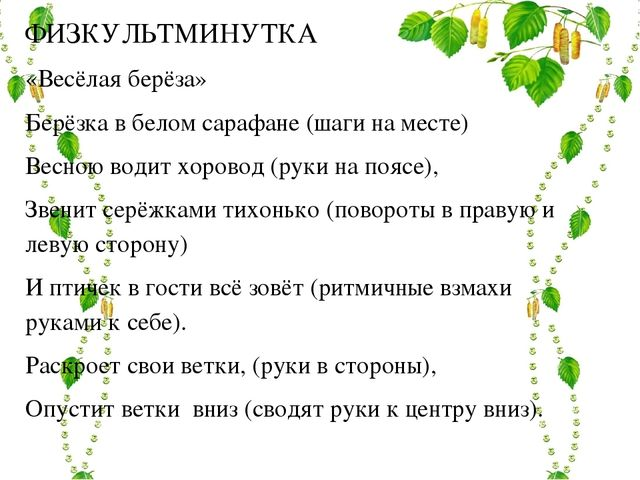 ФИЗКУЛЬТМИНУТКА
«Весёлая берёза»
Берёзка в белом сарафане (шаги на месте)
Весною водит хоровод (руки на поясе),
Звенит серёжками тихонько (повороты в правую и
левую сторону)
И птичек в гости всё зовёт (ритмичные взмахи
руками к себе).
Раскроет свои ветки, (руки в стороны),
Опустит ветки вниз (сводят руки к центру вниз).